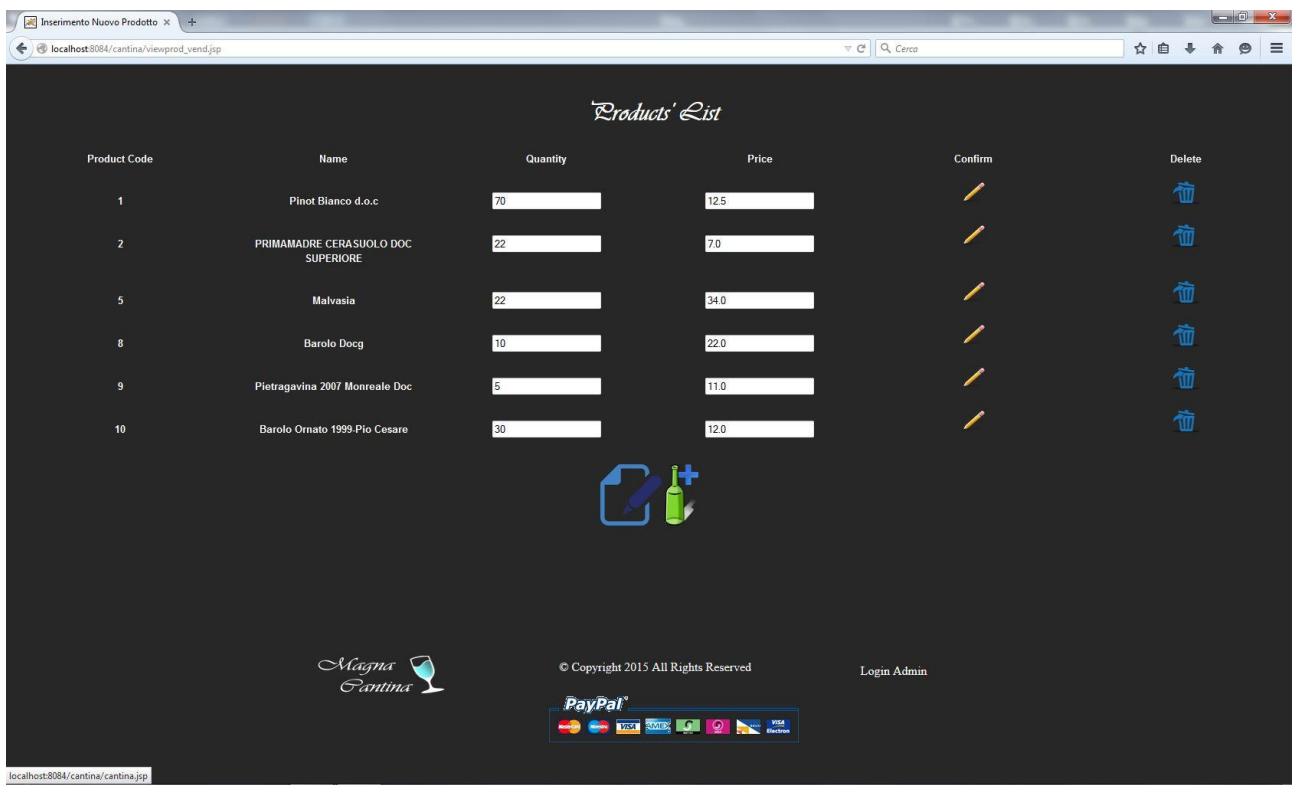 Inserimento Nuovo Prodotto
localhost:8084/cantina/viewprod_vend.jsp
Cerca
Products' List
Product Code Name Quantity Price Confirm Delete
1 Pinot Bianco d.o.c 70 12.5
2 PRIMAMADRE CERASUOLO DOC 22 7.0
SUPERIORE
5 Malvasia 22 34.0
8 Barolo Docg 10 22.0
9 Pietragavina 2007 Monreale Doc 5 11.0
10 Barolo Ornato 1999-Pio Cesare 30 12.0
Magna
Cantina
© Copyright 2015 All Rights Reserved
Login Admin
PayPal
MasterCard Maestro VISA AMEX VISA
Electron
localhost:8084/cantina/cantina.jsp